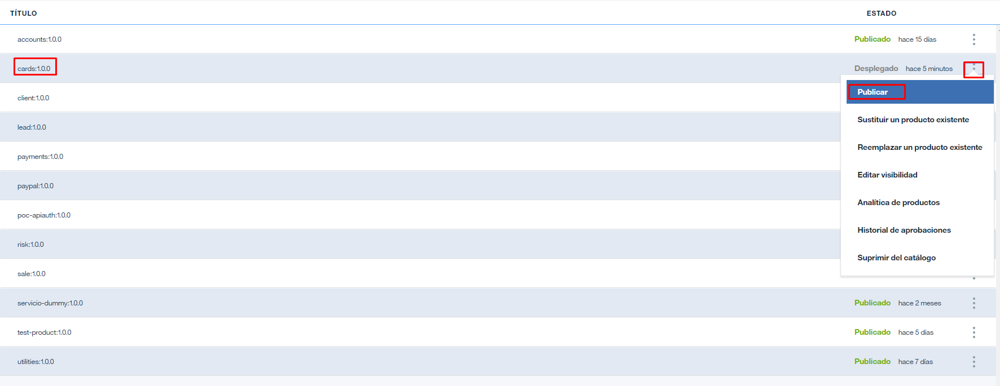 TÍTULO ESTADO
accounts:1.0.0 Publicado hace 15 días
cards:1.0.0 Desplegado hace 5 minutos
Publicar
client:1.0.0
Sustituir un producto existente
lead:1.0.0
Reemplazar un producto existente
payments:1.0.0
Editar visibilidad
paypal:1.0.0
Analítica de productos
poc-apiauth:1.0.0
Historial de aprobaciones
risk:1.0.0
Suprimir del catálogo
sale:1.0.0
servicio-dummy:1.0.0 Publicado hace 2 meses
test-product:1.0.0 Publicado hace 5 días
utilities:1.0.0 Publicado hace 7 días